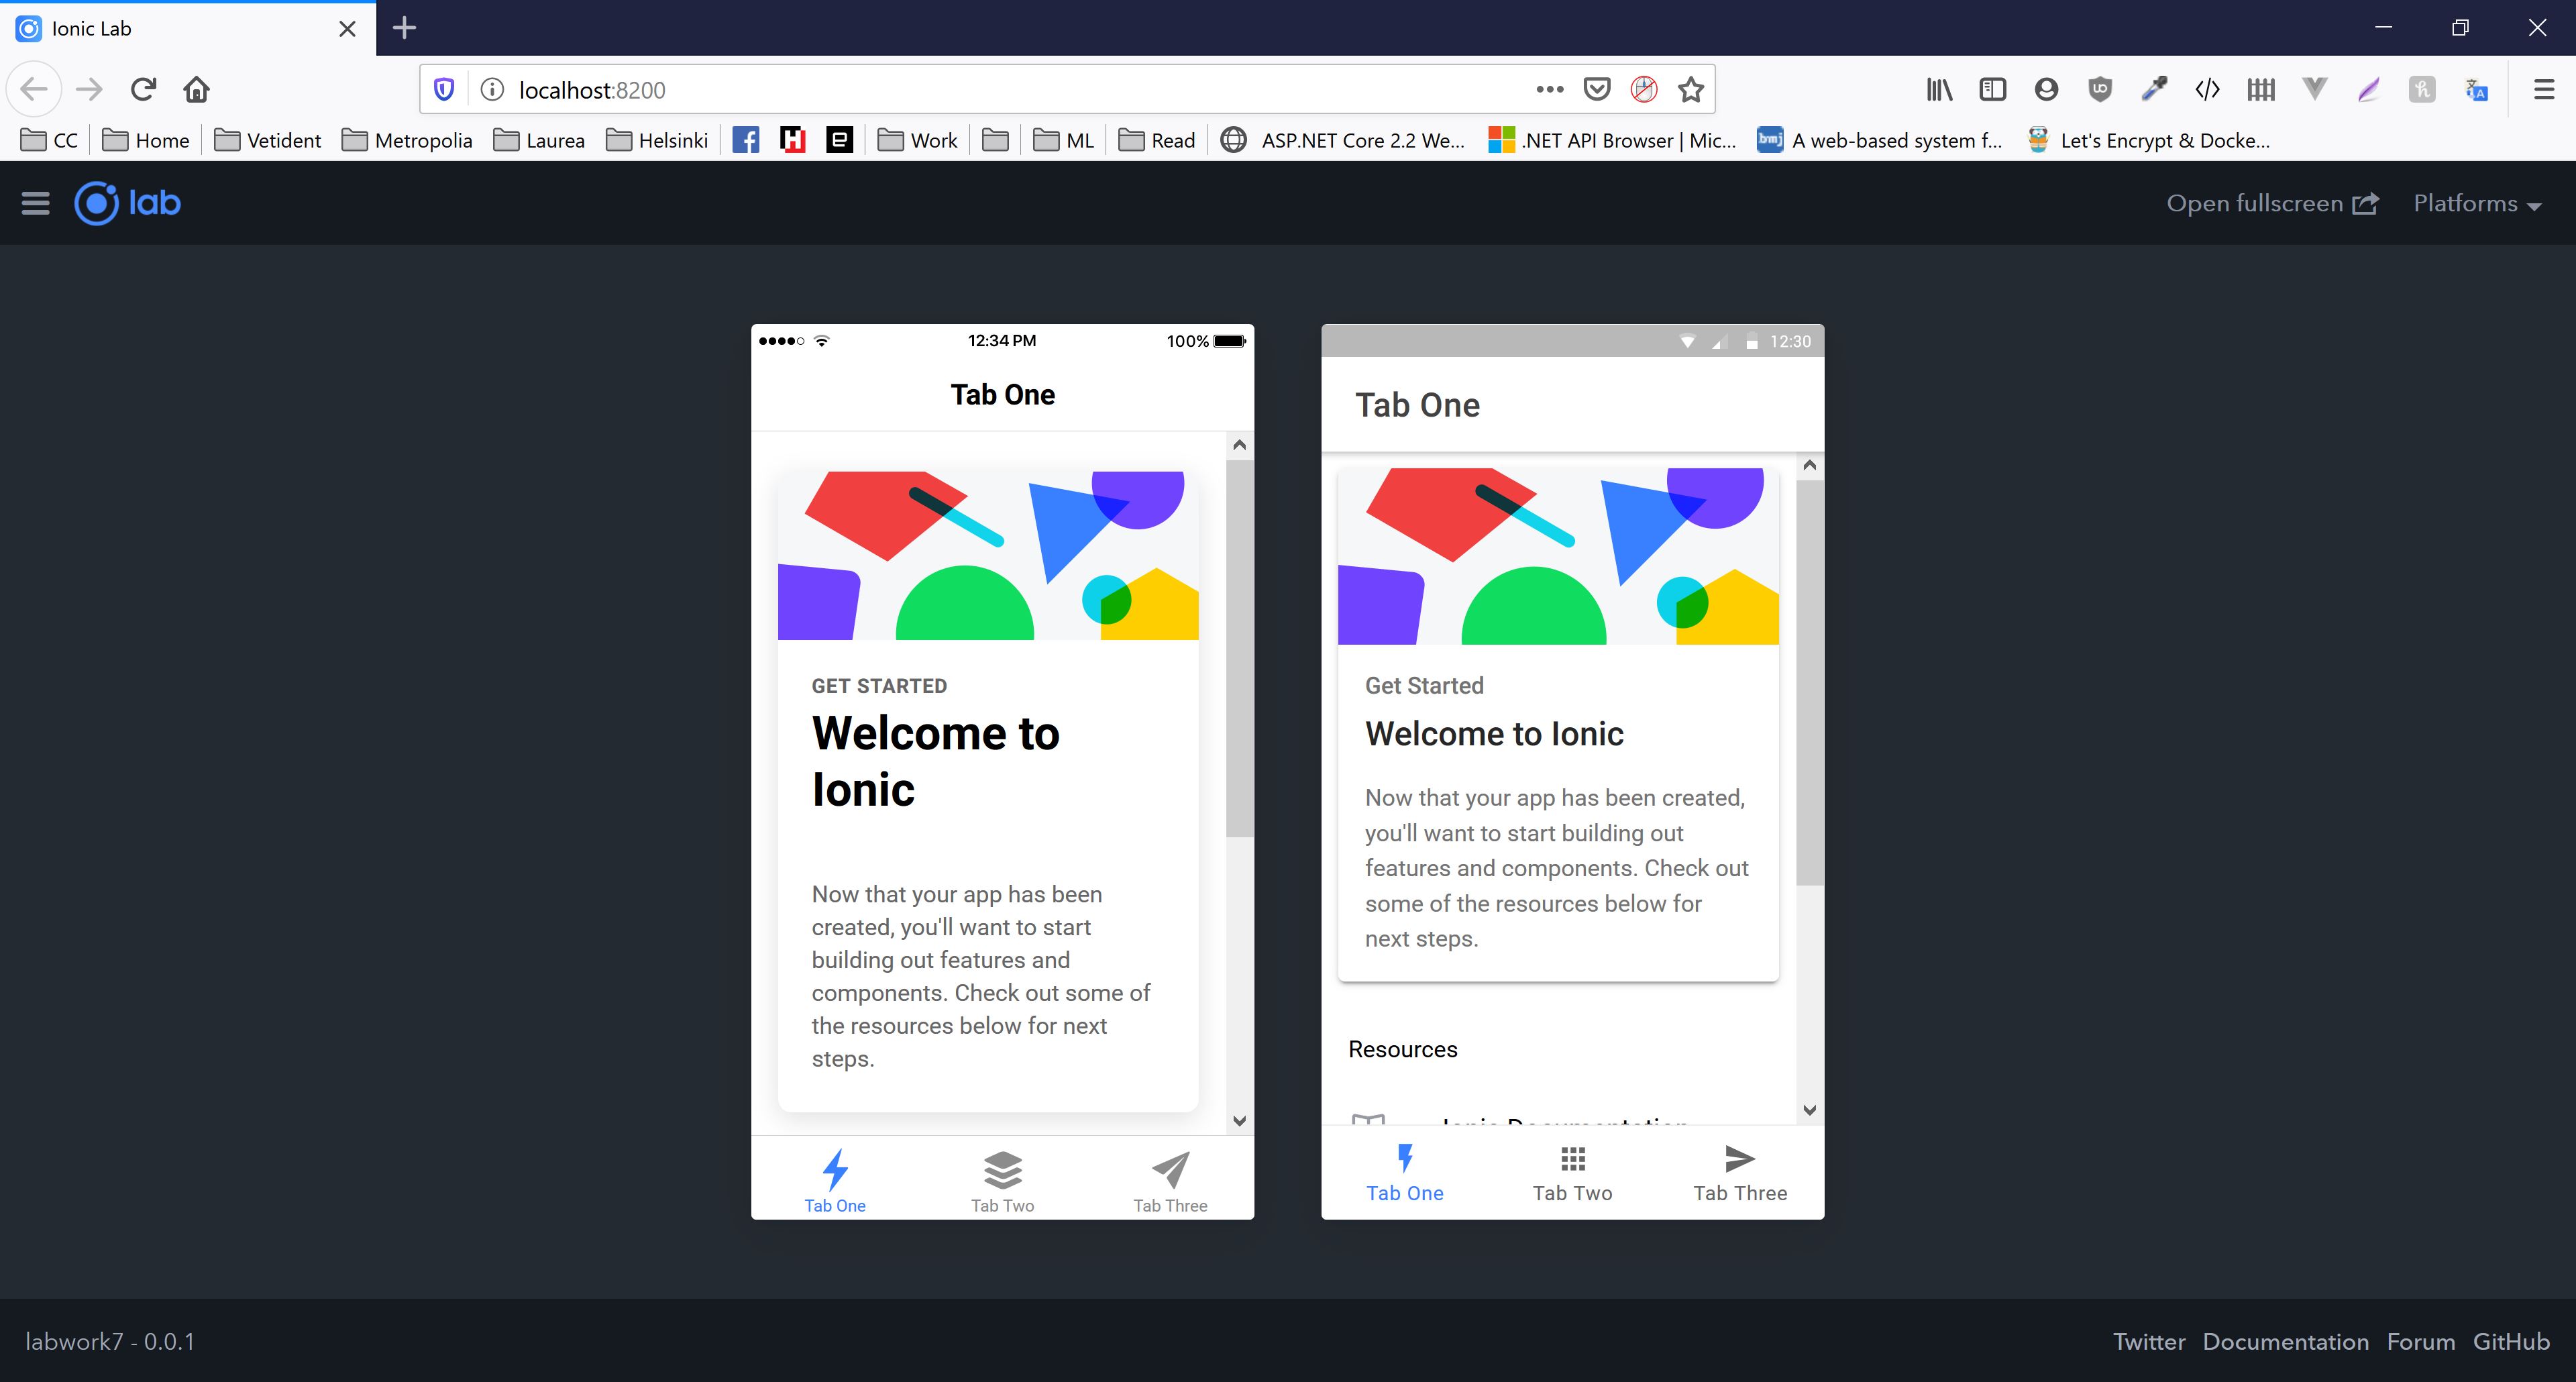 Ionic Lab
localhost:8200
CC Home Vetident Metropolia Laurea Helsinki Work ML Read ASP.NET Core 2.2 We... .NET API Browser | Mic... bmj A web-based system f... Let's Encrypt & Docke...
lab
Open fullscreen Platforms
12:34 PM 100%
Tab One
GET STARTED
Welcome to
Ionic
Now that your app has been
created, you'll want to start
building out features and
components. Check out some of
the resources below for next
steps.
Tab One Tab Two Tab Three
12:30
Tab One
Get Started
Welcome to Ionic
Now that your app has been created,
you'll want to start building out
features and components. Check out
some of the resources below for
next steps.
Resources
Ionic Documentation
Tab One Tab Two Tab Three
labwork7 - 0.0.1
Twitter Documentation Forum GitHub